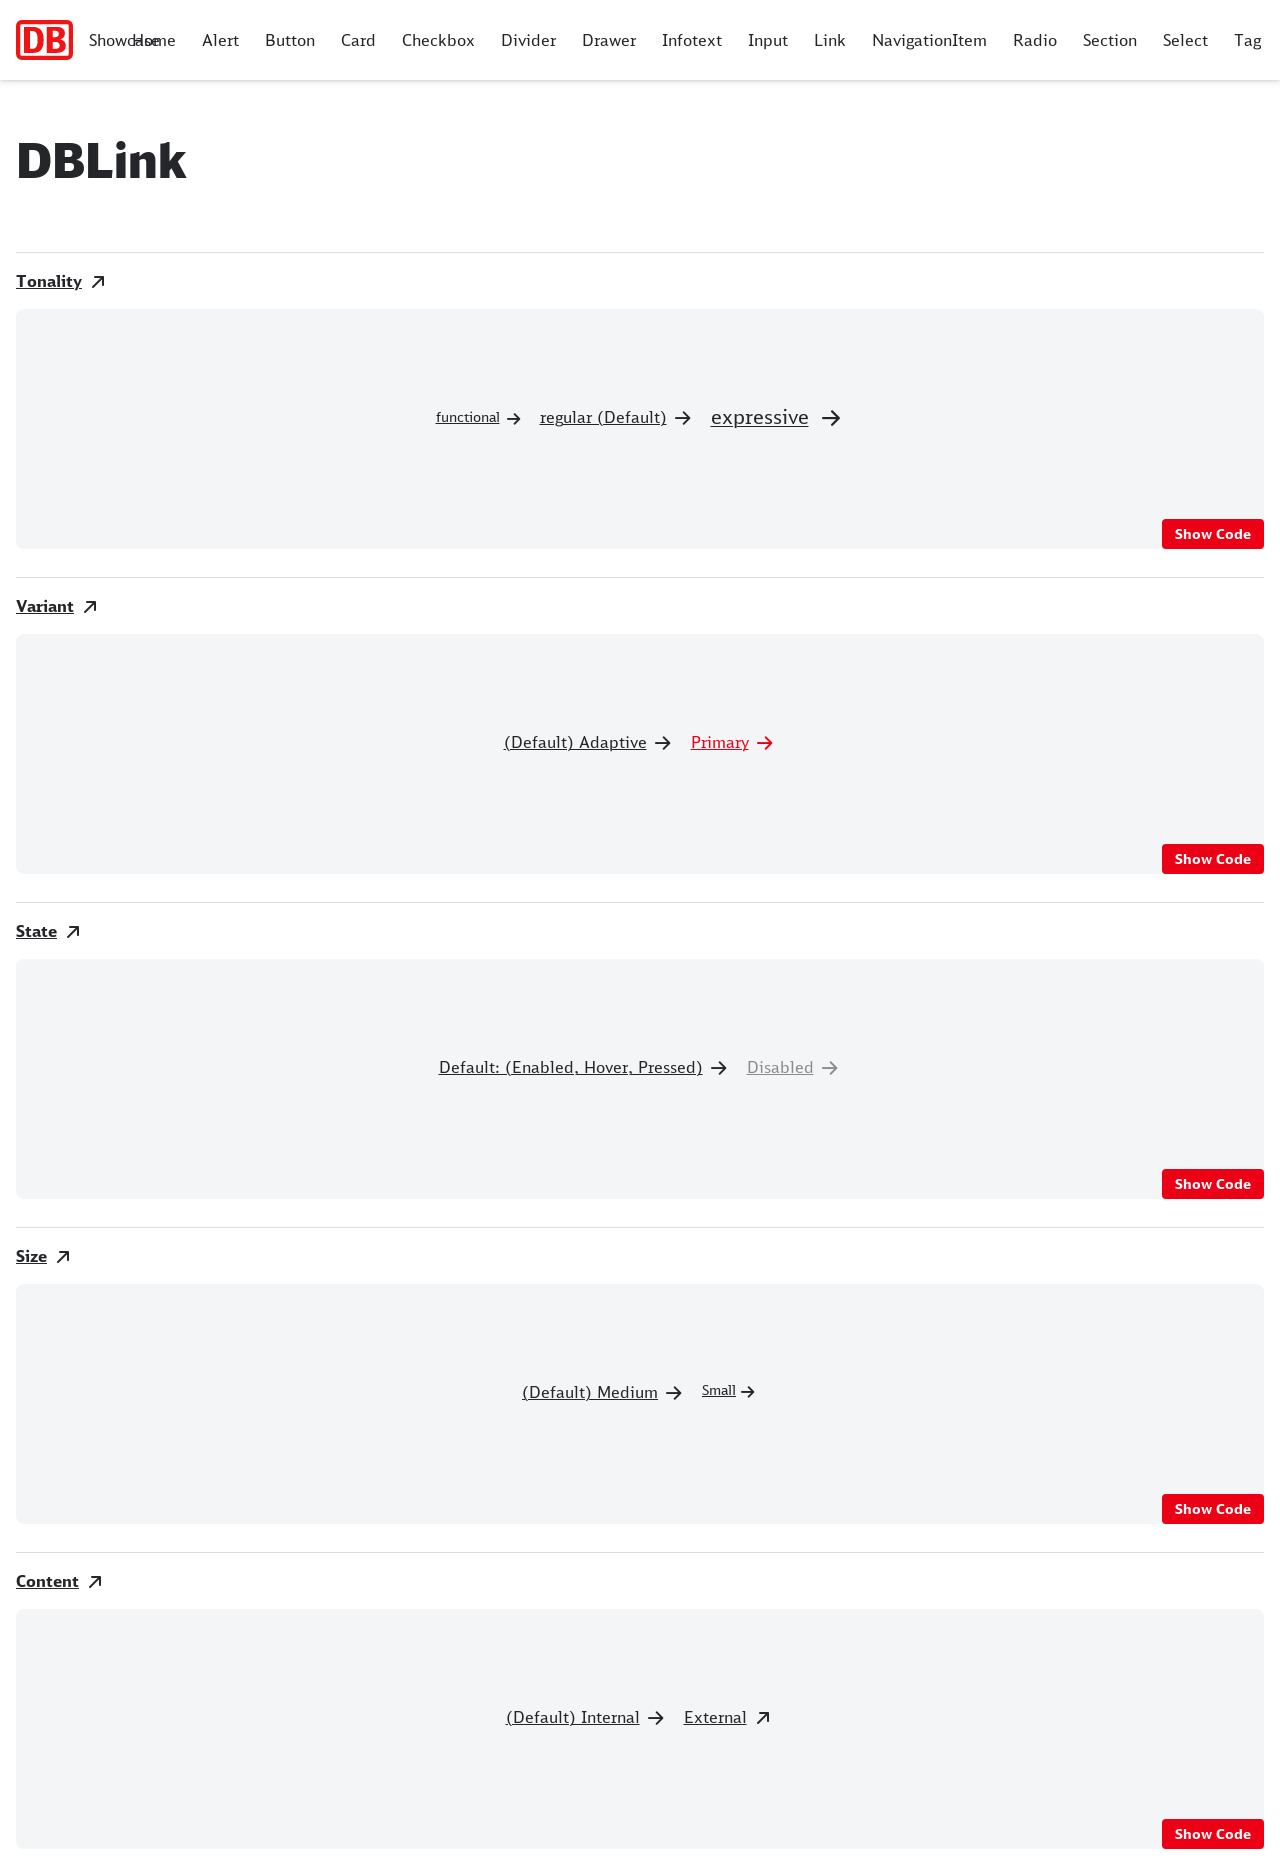 DB Showcase Home Alert Button Card Checkbox Divider Drawer Infotext Input Link NavigationItem Radio Section Select Tag
DBLink
Tonality
functional regular (Default) expressive
Show Code
Variant
(Default) Adaptive Primary
Show Code
State
Default: (Enabled, Hover, Pressed) Disabled
Show Code
Size
(Default) Medium Small
Show Code
Content
(Default) Internal External
Show Code